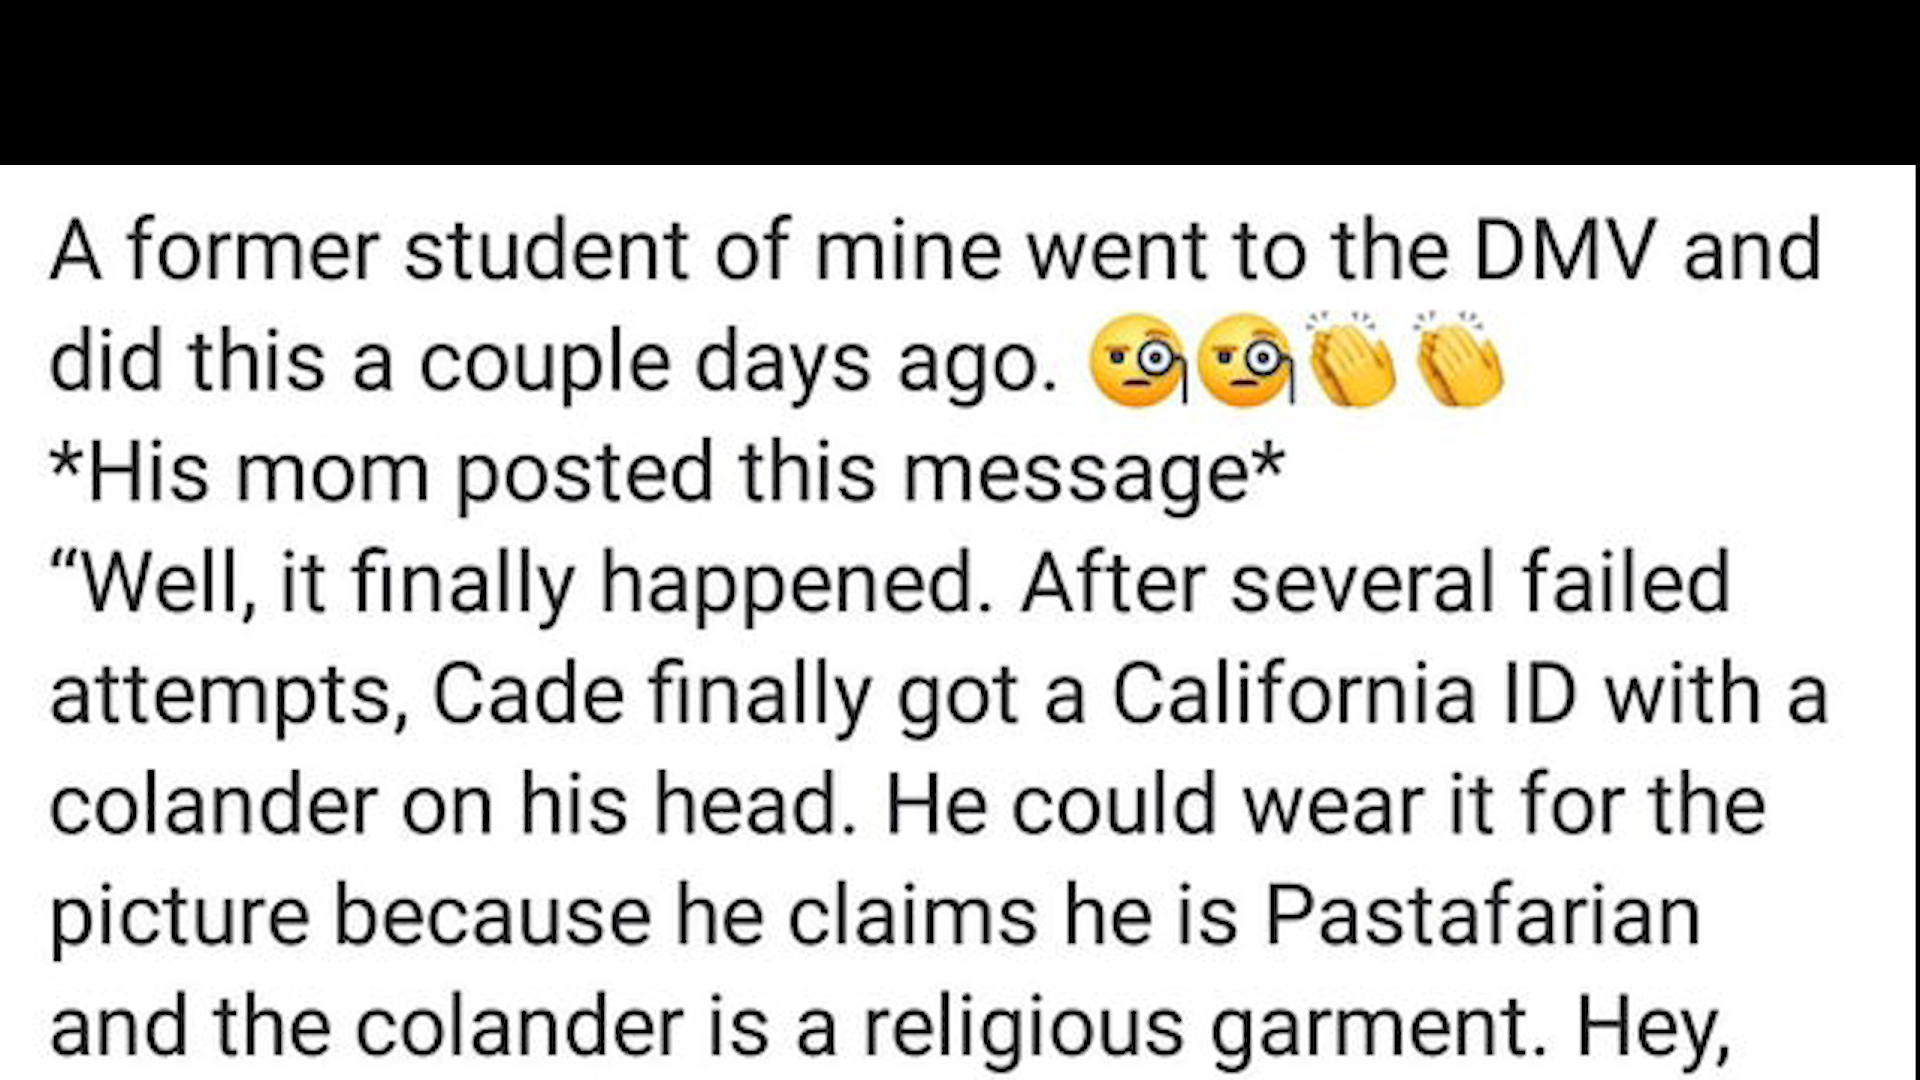 A former student of mine went to the DMV and
did this a couple days ago. 🧐🧐👏👏
*His mom posted this message*
“Well, it finally happened. After several failed
attempts, Cade finally got a California ID with a
colander on his head. He could wear it for the
picture because he claims he is Pastafarian
and the colander is a religious garment. Hey,